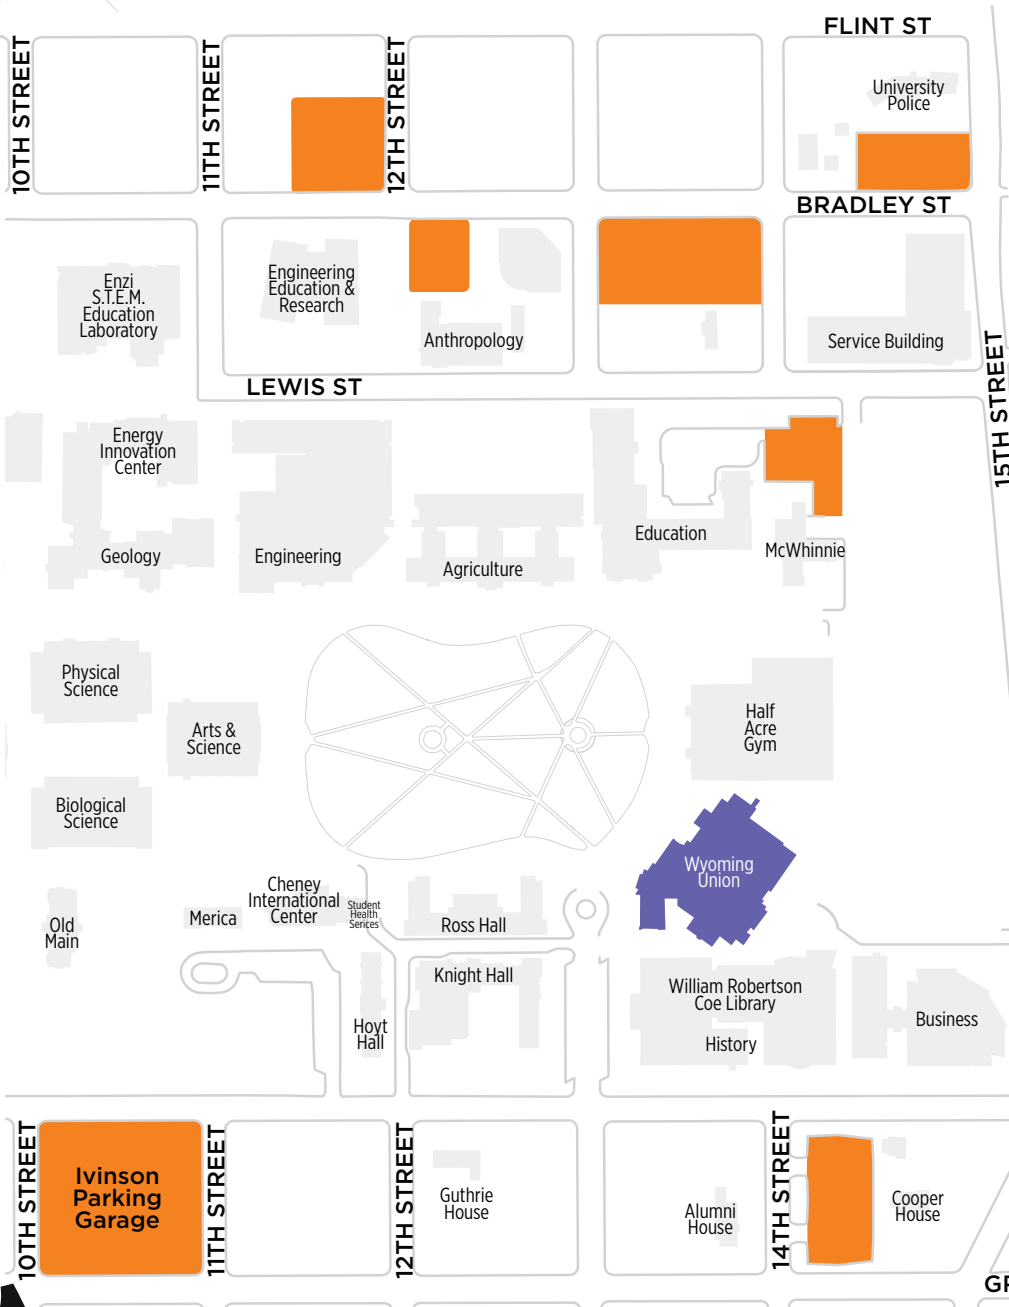 FLINT ST
10TH STREET
11TH STREET
12TH STREET
University
Police
BRADLEY ST
Enzi
S.T.E.M.
Education
Laboratory
Engineering
Education &
Research
Anthropology
Service Building
15TH STREET
LEWIS ST
Energy
Innovation
Center
Geology
Engineering
Agriculture
Education
McWhinnie
Physical
Science
Arts &
Science
Half
Acre
Gym
Biological
Science
Wyoming
Union
Old
Main
Merica
Cheney
International
Center
Student
Health
Serices
Ross Hall
Knight Hall
Hoyt
Hall
William Robertson
Coe Library
History
Business
10TH STREET
Ivinson
Parking
Garage
11TH STREET
12TH STREET
Guthrie
House
Alumni
House
14TH STREET
Cooper
House